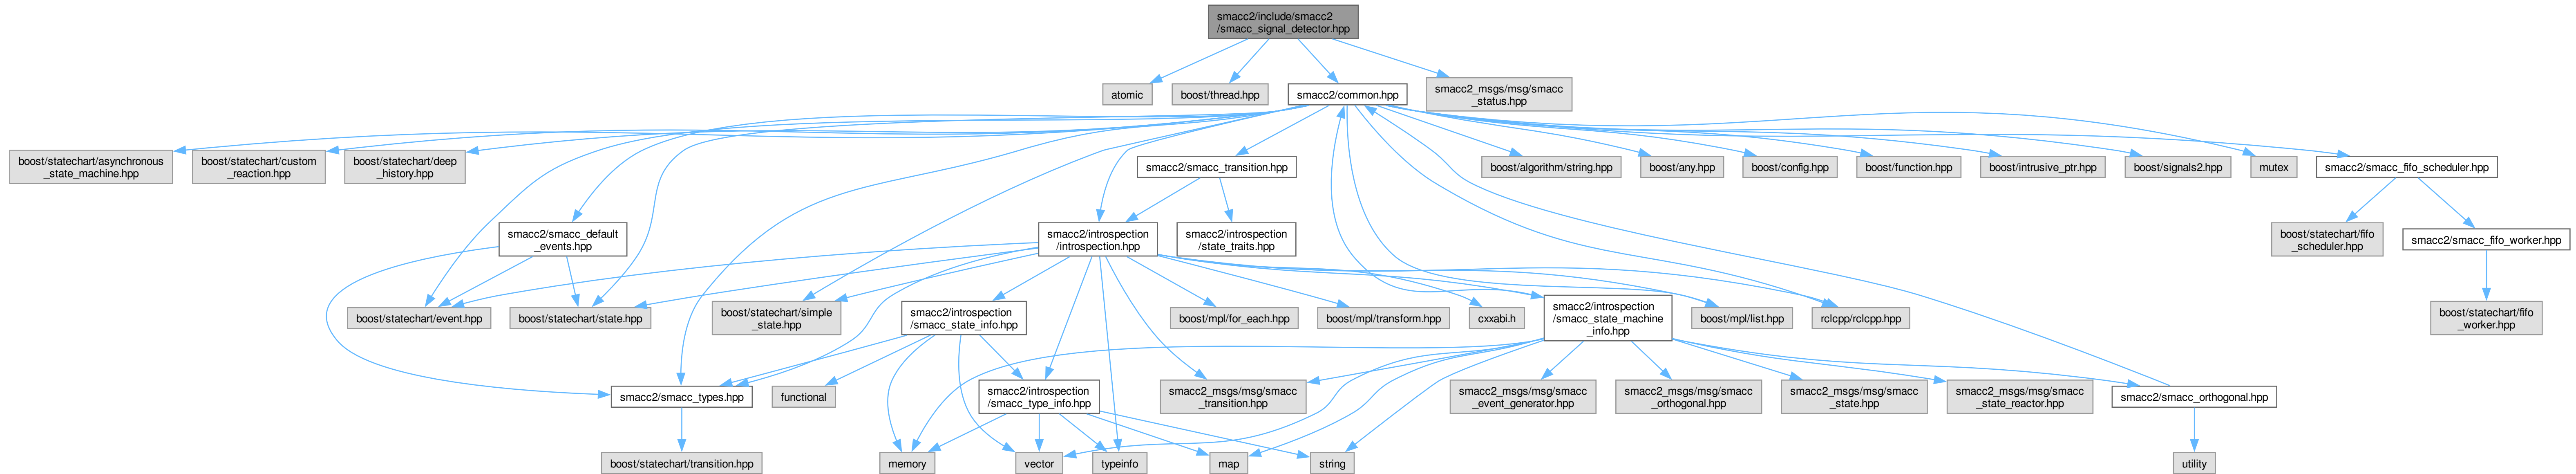 smacc2/include/smacc2
/smacc_signal_detector.hpp
atomic
boost/thread.hpp
smacc2/common.hpp
smacc2_msgs/msg/smacc
_status.hpp
boost/statechart/asynchronous
_state_machine.hpp
boost/statechart/custom
_reaction.hpp
boost/statechart/deep
_history.hpp
smacc2/smacc_transition.hpp
boost/algorithm/string.hpp
boost/any.hpp
boost/config.hpp
boost/function.hpp
boost/intrusive_ptr.hpp
boost/signals2.hpp
mutex
smacc2/smacc_fifo_scheduler.hpp
smacc2/smacc_default
_events.hpp
smacc2/introspection
/introspection.hpp
smacc2/introspection
/state_traits.hpp
boost/statechart/fifo
_scheduler.hpp
smacc2/smacc_fifo_worker.hpp
boost/statechart/event.hpp
boost/statechart/state.hpp
boost/statechart/simple
_state.hpp
smacc2/introspection
/smacc_state_info.hpp
boost/mpl/for_each.hpp
boost/mpl/transform.hpp
cxxabi.h
smacc2/introspection
/smacc_state_machine
_info.hpp
boost/mpl/list.hpp
rclcpp/rclcpp.hpp
boost/statechart/fifo
_worker.hpp
smacc2/smacc_types.hpp
functional
smacc2/introspection
/smacc_type_info.hpp
smacc2_msgs/msg/smacc
_transition.hpp
smacc2_msgs/msg/smacc
_event_generator.hpp
smacc2_msgs/msg/smacc
_orthogonal.hpp
smacc2_msgs/msg/smacc
_state.hpp
smacc2_msgs/msg/smacc
_state_reactor.hpp
smacc2/smacc_orthogonal.hpp
boost/statechart/transition.hpp
memory
vector
typeinfo
map
string
utility